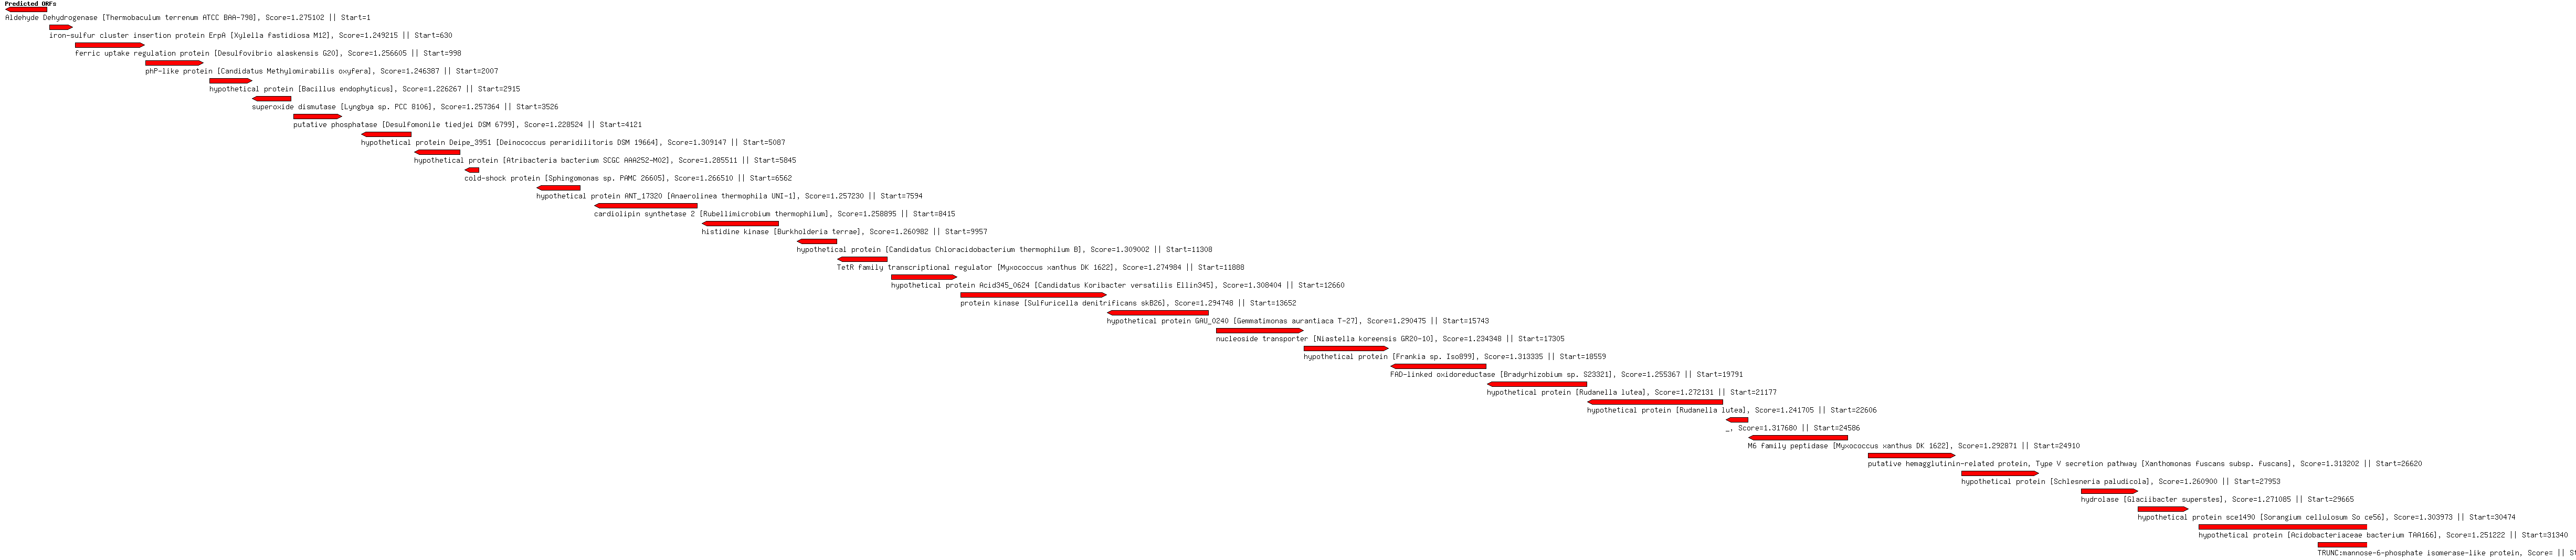 Predicted ORFs
Aldehyde Dehydrogenase [Thermobaculum terrenum ATCC BAA-798], Score=1.275102 || Start=1
iron-sulfur cluster insertion protein ErpA [Xylella fastidiosa M12], Score=1.249215 || Start=630
ferric uptake regulation protein [Desulfovibrio alaskensis G20], Score=1.256605 || Start=998
phP-like protein [Candidatus Methylomirabilis oxyfera], Score=1.246387 || Start=2007
hypothetical protein [Bacillus endophyticus], Score=1.226267 || Start=2915
superoxide dismutase [Lyngbya sp. PCC 8106], Score=1.257364 || Start=3526
putative phosphatase [Desulfomonile tiedjei DSM 6799], Score=1.228524 || Start=4121
hypothetical protein Deipe_3951 [Deinococcus peraridilitoris DSM 19664], Score=1.309147 || Start=5087
hypothetical protein [Atribacteria bacterium SCGC AAA252-M02], Score=1.285511 || Start=5845
cold-shock protein [Sphingomonas sp. PAMC 26605], Score=1.266510 || Start=6562
hypothetical protein ANT_17320 [Anaerolinea thermophila UNI-1], Score=1.257230 || Start=7594
cardiolipin synthetase 2 [Rubellimicrobium thermophilum], Score=1.258895 || Start=8415
histidine kinase [Burkholderia terrae], Score=1.260982 || Start=9957
hypothetical protein [Candidatus Chloracidobacterium thermophilum B], Score=1.309002 || Start=11308
TetR family transcriptional regulator [Myxococcus xanthus DK 1622], Score=1.274984 || Start=11888
hypothetical protein Acid345_0624 [Candidatus Koribacter versatilis Ellin345], Score=1.308404 || Start=12660
protein kinase [Sulfuricella denitrificans skB26], Score=1.294748 || Start=13652
hypothetical protein GAU_0240 [Gemmatimonas aurantiaca T-27], Score=1.290475 || Start=15743
nucleoside transporter [Niastella koreensis GR20-10], Score=1.234348 || Start=17305
hypothetical protein [Frankia sp. Iso899], Score=1.313335 || Start=18559
FAD-linked oxidoreductase [Bradyrhizobium sp. S23321], Score=1.255367 || Start=19791
hypothetical protein [Rudanella lutea], Score=1.272131 || Start=21177
hypothetical protein [Rudanella lutea], Score=1.241705 || Start=22606
_, Score=1.317680 || Start=24586
M6 family peptidase [Myxococcus xanthus DK 1622], Score=1.292871 || Start=24910
putative hemagglutinin-related protein, Type V secretion pathway [Xanthomonas fuscans subsp. fuscans], Score=1.313202 || Start=26620
hypothetical protein [Schlesneria paludicola], Score=1.260900 || Start=27953
hydrolase [Glaciibacter superstes], Score=1.271085 || Start=29665
hypothetical protein sce1490 [Sorangium cellulosum So ce56], Score=1.303973 || Start=30474
hypothetical protein [Acidobacteriaceae bacterium TAA166], Score=1.251222 || Start=31340
TRUNC:mannose-6-phosphate isomerase-like protein, Score= || S